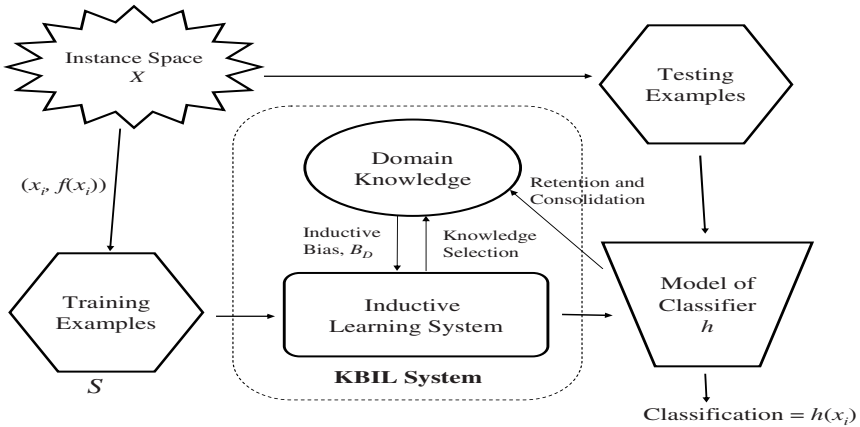 Instance Space
X
Testing
Examples
Domain
Knowledge
(xi, f(xi))
Retention and
Consolidation
Inductive
Bias, BD
Knowledge
Selection
Training
Examples
S
Inductive
Learning System
Model of
Classifier
h
KBIL System
Classification = h(xi)